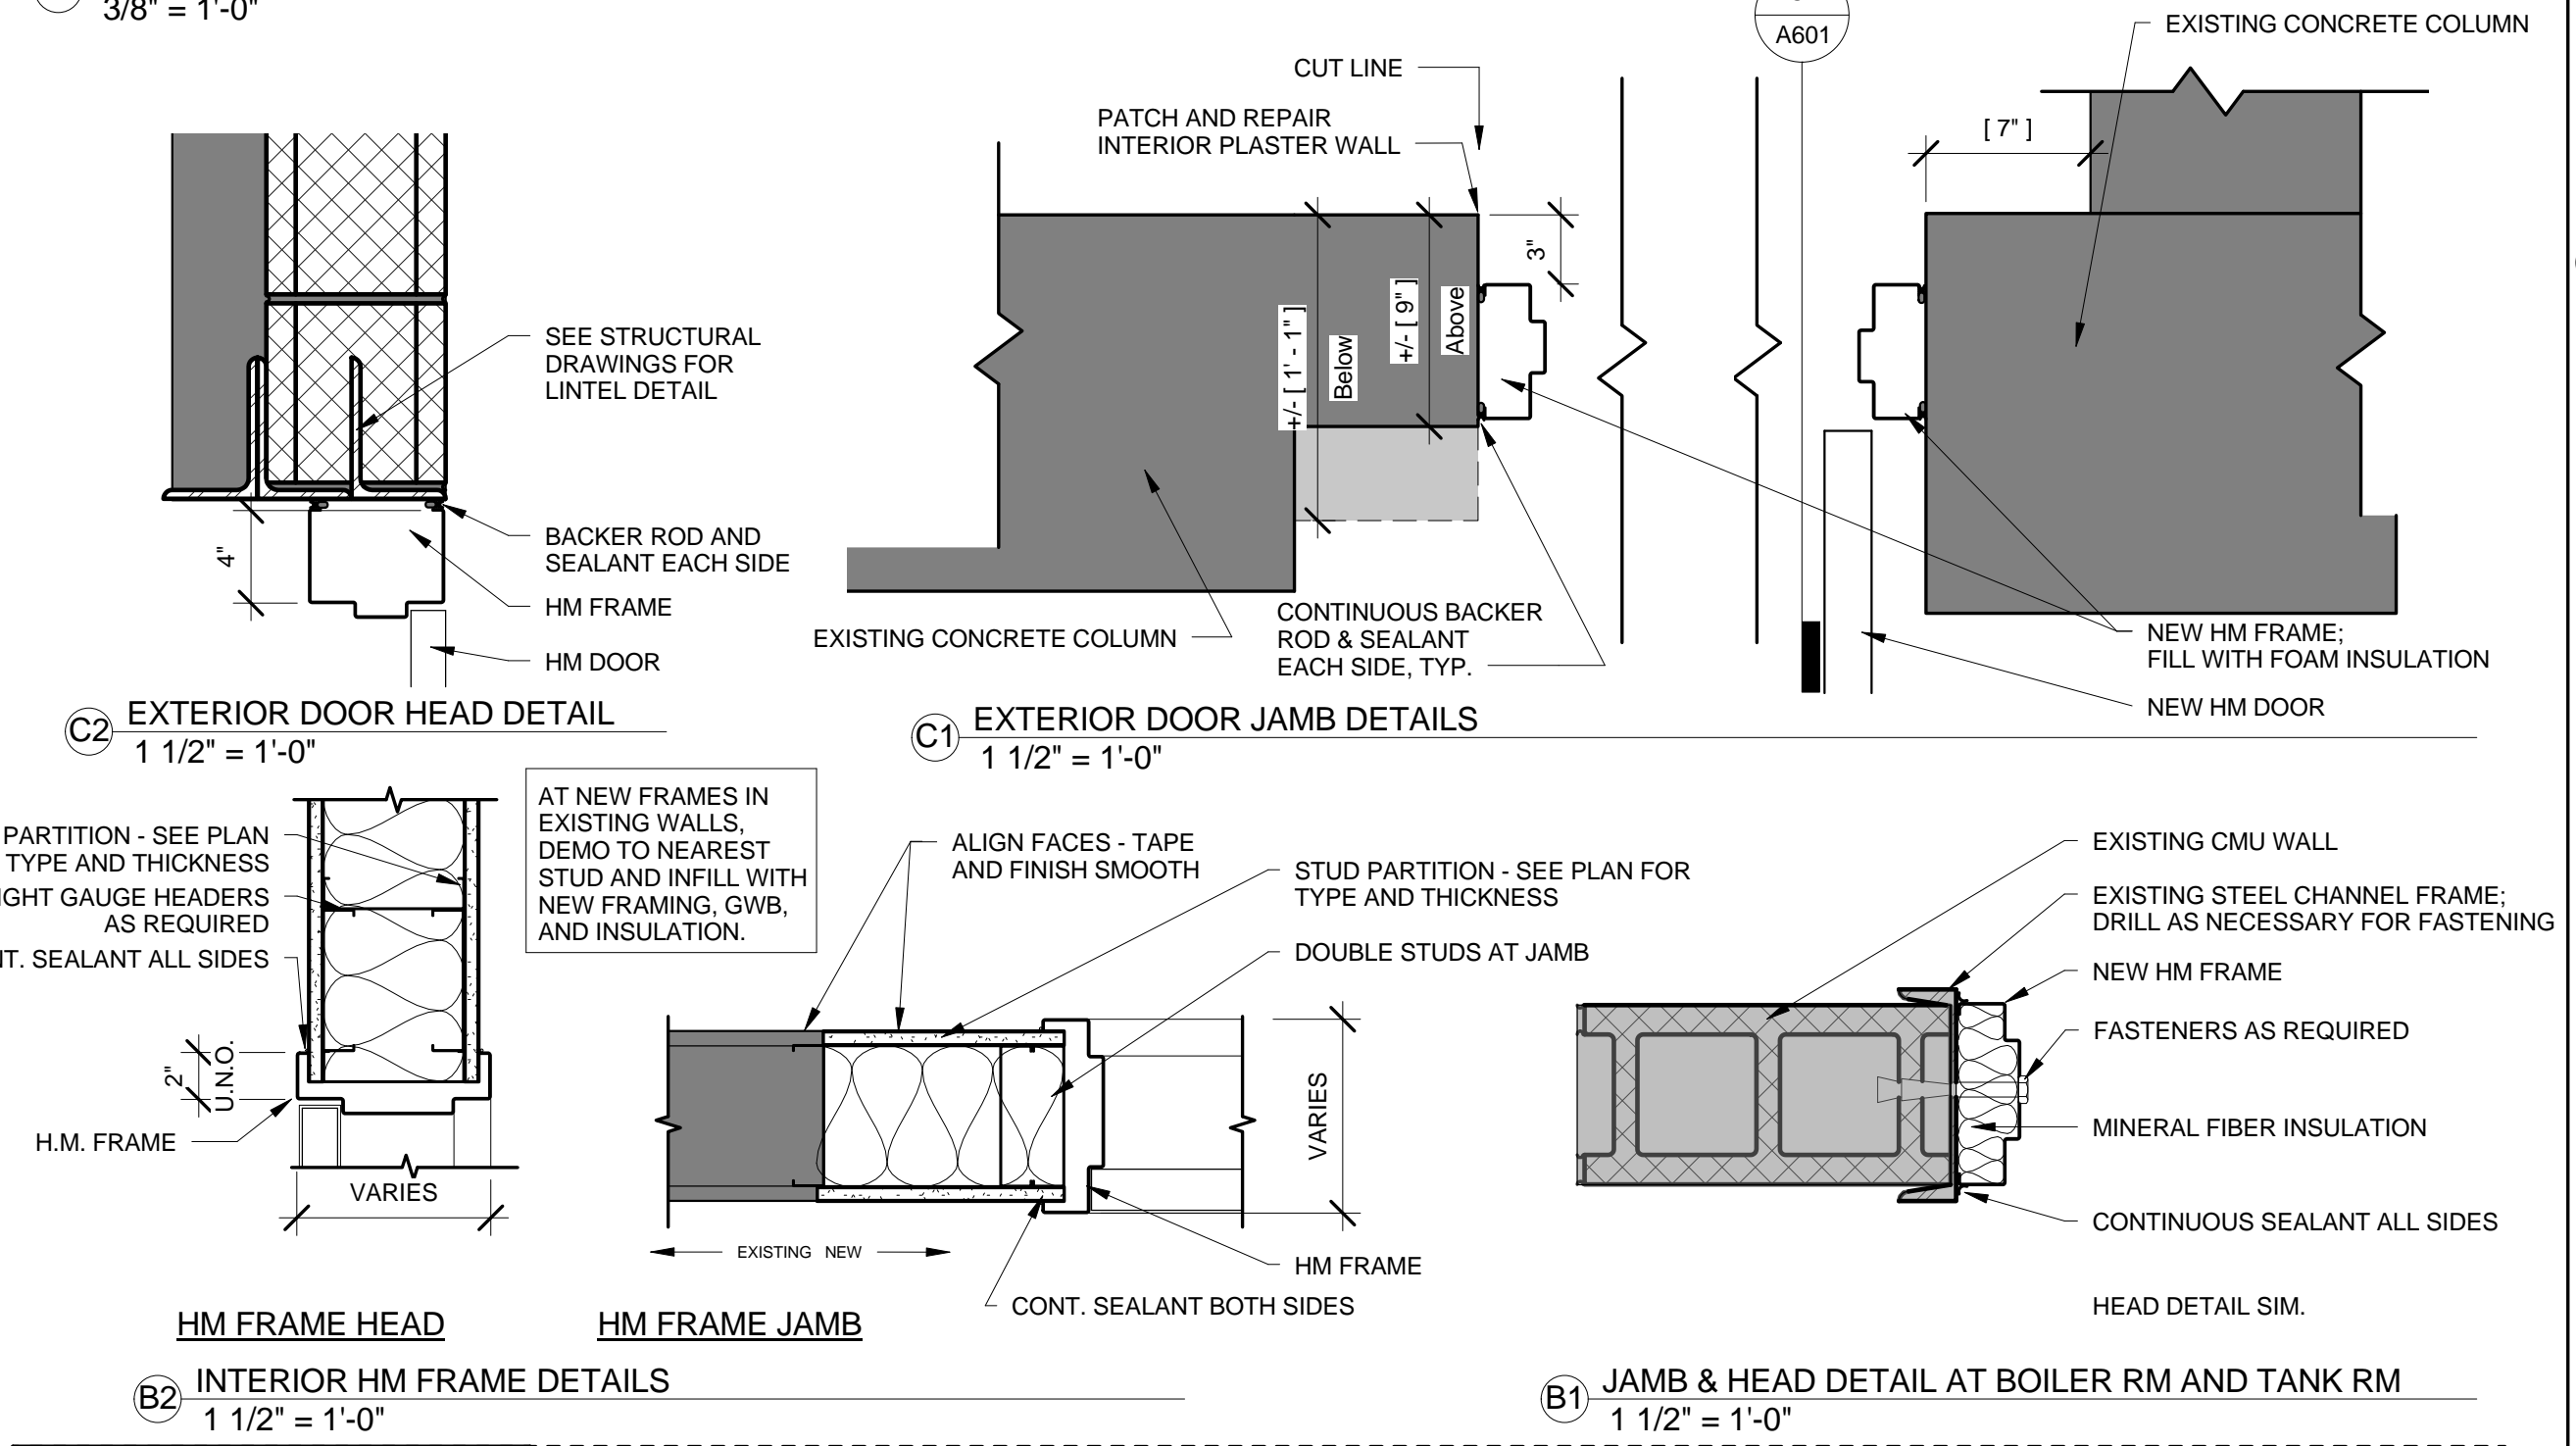 3/8" = 1'-0"
A601
EXISTING CONCRETE COLUMN
CUT LINE
PATCH AND REPAIR
INTERIOR PLASTER WALL
[ 7" ]
3"
+/- [ 1' - 1" ]
Below
+/- [ 9" ]
Above
SEE STRUCTURAL
DRAWINGS FOR
LINTEL DETAIL
BACKER ROD AND
SEALANT EACH SIDE
4"
HM FRAME
HM DOOR
EXISTING CONCRETE COLUMN
CONTINUOUS BACKER
ROD & SEALANT
EACH SIDE, TYP.
NEW HM FRAME;
FILL WITH FOAM INSULATION
NEW HM DOOR
C2
EXTERIOR DOOR HEAD DETAIL
1 1/2" = 1'-0"
C1
EXTERIOR DOOR JAMB DETAILS
1 1/2" = 1'-0"
PARTITION - SEE PLAN
TYPE AND THICKNESS
GHT GAUGE HEADERS
AS REQUIRED
T. SEALANT ALL SIDES
2"
U.N.O.
H.M. FRAME
VARIES
AT NEW FRAMES IN
EXISTING WALLS,
DEMO TO NEAREST
STUD AND INFILL WITH
NEW FRAMING, GWB,
AND INSULATION.
ALIGN FACES - TAPE
AND FINISH SMOOTH
STUD PARTITION - SEE PLAN FOR
TYPE AND THICKNESS
DOUBLE STUDS AT JAMB
VARIES
EXISTING NEW
HM FRAME
CONT. SEALANT BOTH SIDES
EXISTING CMU WALL
EXISTING STEEL CHANNEL FRAME;
DRILL AS NECESSARY FOR FASTENING
NEW HM FRAME
FASTENERS AS REQUIRED
MINERAL FIBER INSULATION
CONTINUOUS SEALANT ALL SIDES
HEAD DETAIL SIM.
HM FRAME HEAD
HM FRAME JAMB
B2
INTERIOR HM FRAME DETAILS
1 1/2" = 1'-0"
B1
JAMB & HEAD DETAIL AT BOILER RM AND TANK RM
1 1/2" = 1'-0"